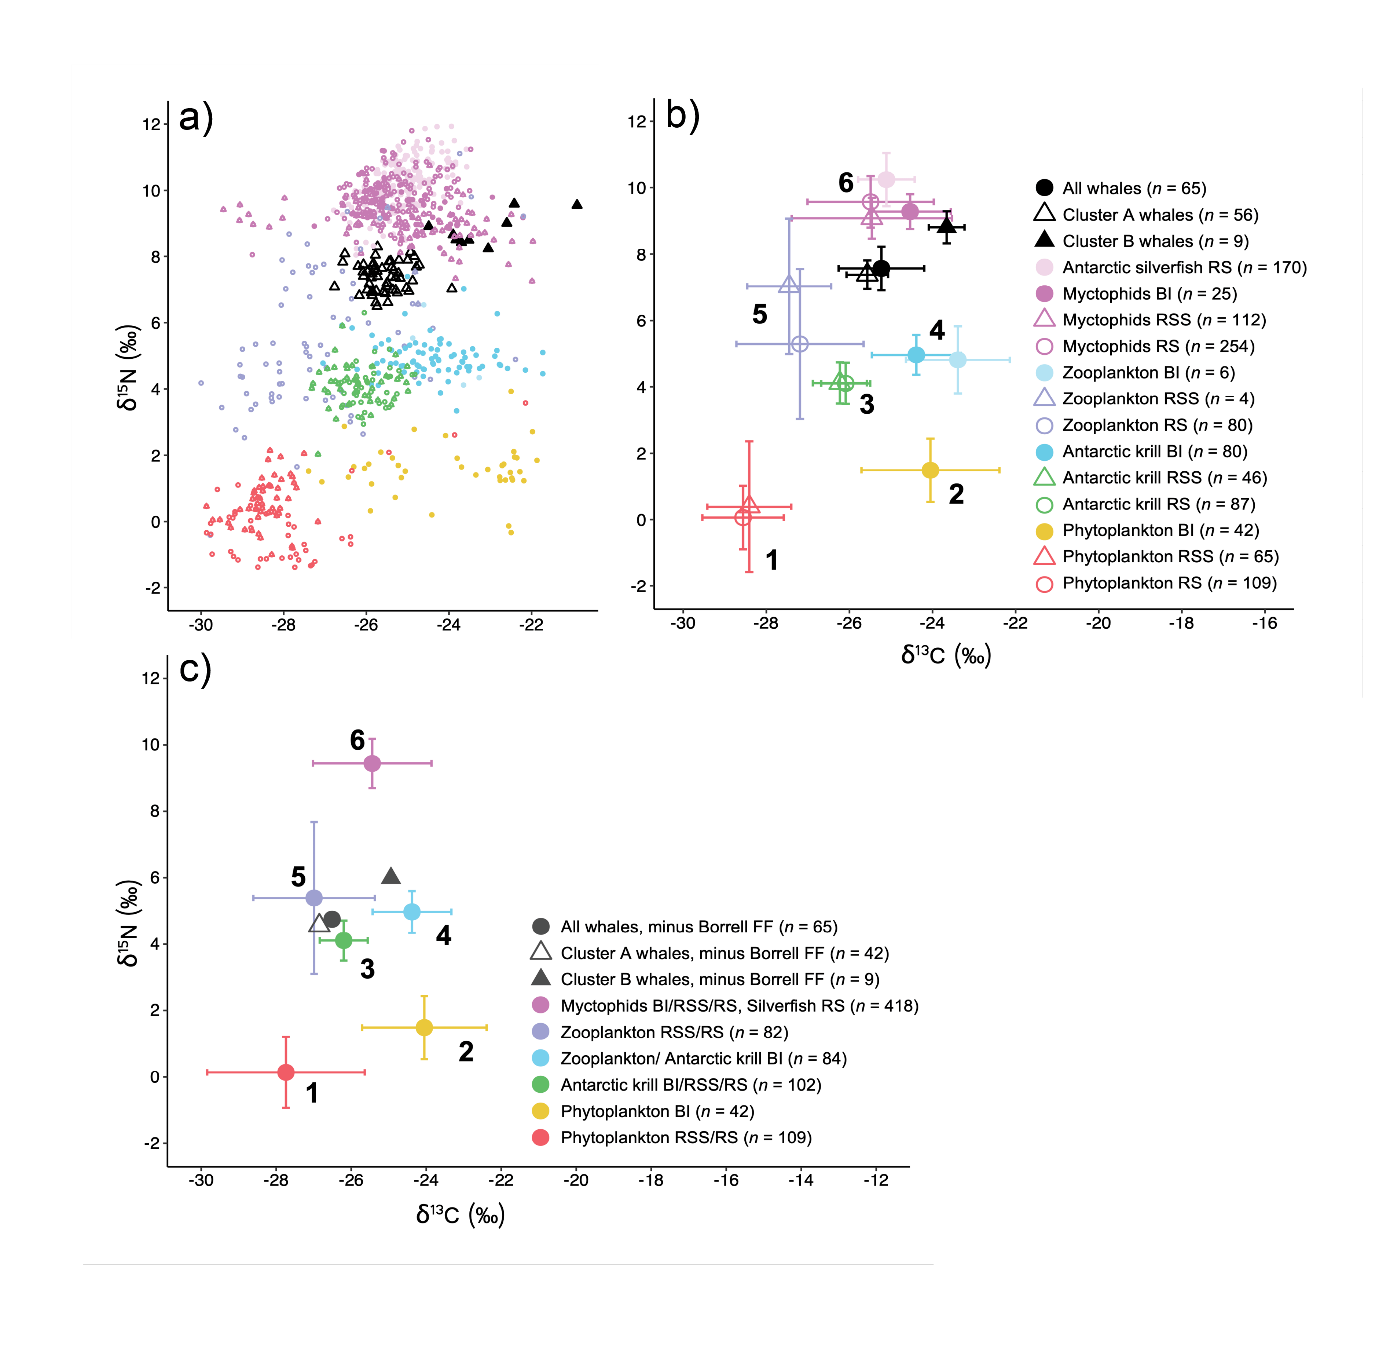 a)
12
10
8
6
4
2
0
-2
δ¹⁵N (‰)
-30 -28 -26 -24 -22
b)
12
10
8
6
4
2
0
-2
6
5
4
3
2
1
-30 -28 -26 -24 -22 -20 -18 -16
δ¹³C (‰)
All whales (n = 65)
Cluster A whales (n = 56)
Cluster B whales (n = 9)
Antarctic silverfish RS (n = 170)
Myctophids BI (n = 25)
Myctophids RSS (n = 112)
Myctophids RS (n = 254)
Zooplankton BI (n = 6)
Zooplankton RSS (n = 4)
Zooplankton RS (n = 80)
Antarctic krill BI (n = 80)
Antarctic krill RSS (n = 46)
Antarctic krill RS (n = 87)
Phytoplankton BI (n = 42)
Phytoplankton RSS (n = 65)
Phytoplankton RS (n = 109)
c)
12
10
8
6
4
2
0
-2
δ¹⁵N (‰)
6
5
4
3
2
1
-30 -28 -26 -24 -22 -20 -18 -16 -14 -12
δ¹³C (‰)
All whales, minus Borrell FF (n = 65)
Cluster A whales, minus Borrell FF (n = 42)
Cluster B whales, minus Borrell FF (n = 9)
Myctophids BI/RSS/RS, Silverfish RS (n = 418)
Zooplankton RSS/RS (n = 82)
Zooplankton/ Antarctic krill BI (n = 84)
Antarctic krill BI/RSS/RS (n = 102)
Phytoplankton BI (n = 42)
Phytoplankton RSS/RS (n = 109)